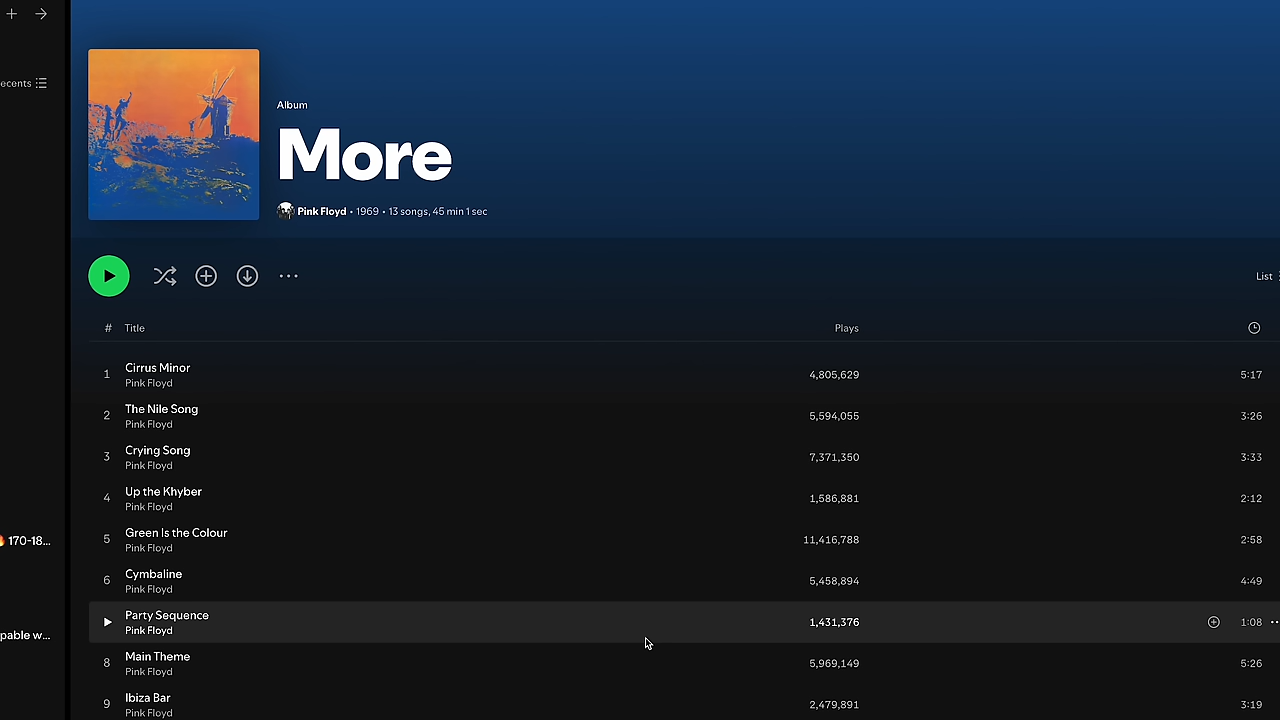 ecents
Album
More
Pink Floyd • 1969 • 13 songs, 45 min 1 sec
List
# Title Plays
1 Cirrus Minor 4,805,629 5:17
Pink Floyd
2 The Nile Song 5,594,055 3:26
Pink Floyd
3 Crying Song 7,371,350 3:33
Pink Floyd
4 Up the Khyber 1,586,881 2:12
Pink Floyd
5 Green Is the Colour 11,416,788 2:58
Pink Floyd
170-18...
6 Cymbaline 5,458,894 4:49
Pink Floyd
Party Sequence 1,431,376 1:08
Pink Floyd
pable w...
8 Main Theme 5,969,149 5:26
Pink Floyd
9 Ibiza Bar 2,479,891 3:19
Pink Floyd